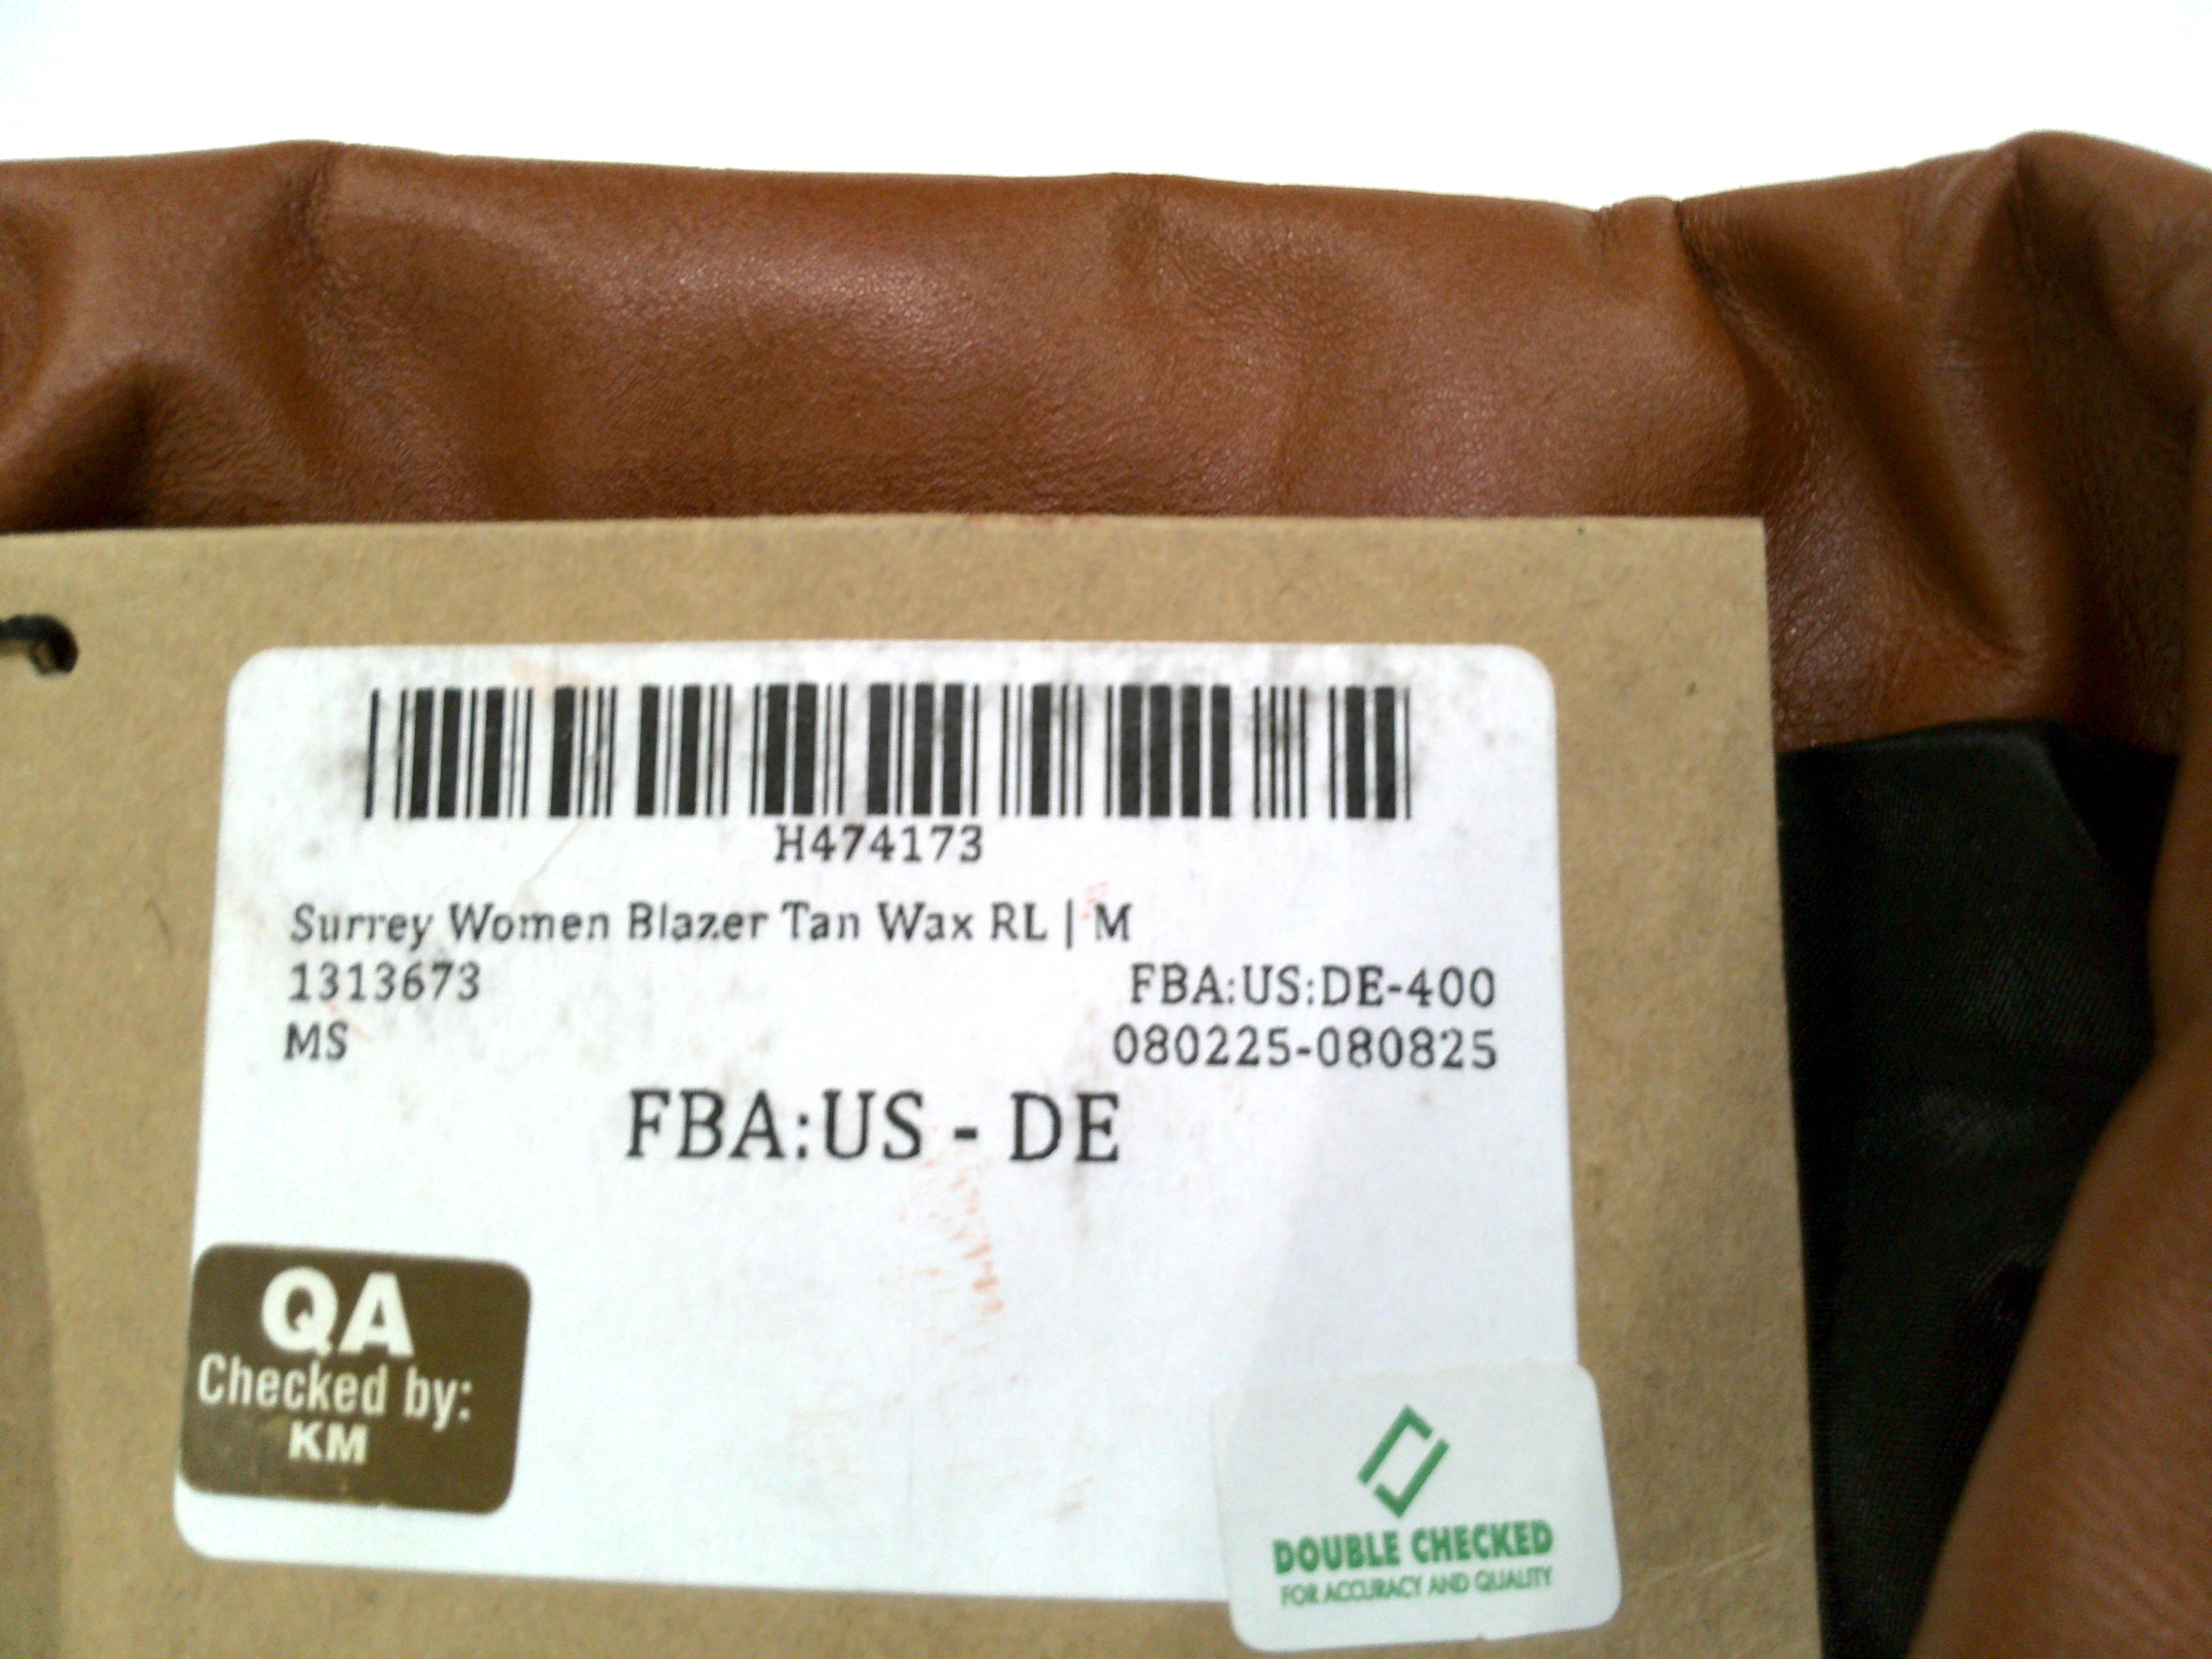 H474173
Surrey Women Blazer Tan Wax RL | M
1313673 FBA:US:DE-400
MS 080225-080825
FBA:US - DE
QA
Checked by:
KM
DOUBLE CHECKED
FOR ACCURACY AND QUALITY